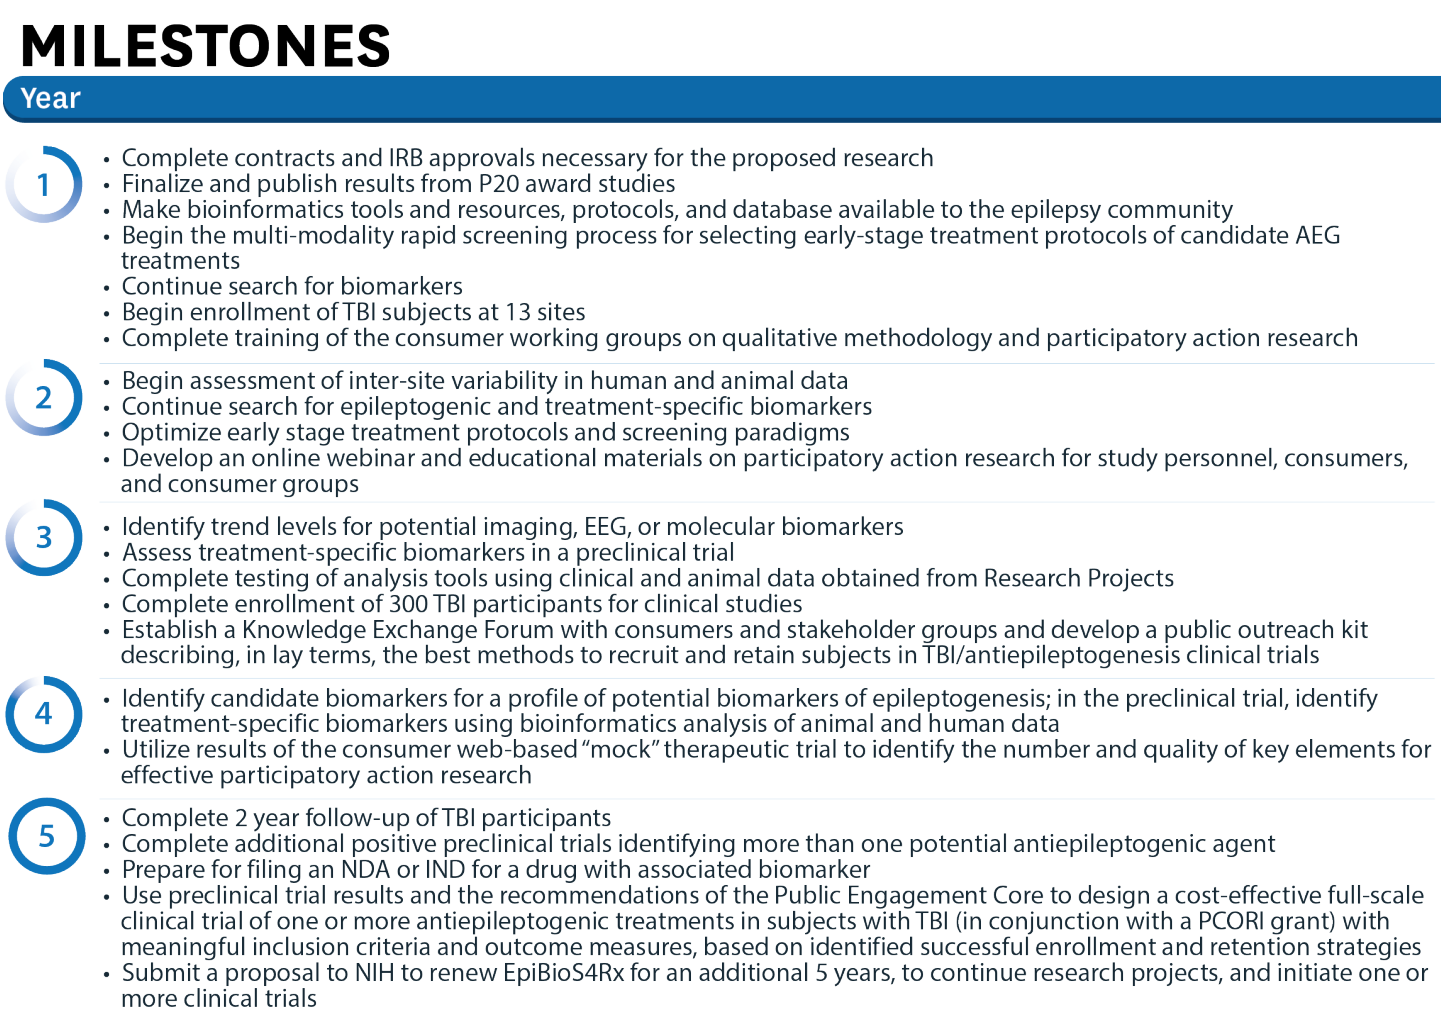 MILESTONES
Year
1
• Complete contracts and IRB approvals necessary for the proposed research
• Finalize and publish results from P20 award studies
• Make bioinformatics tools and resources, protocols, and database available to the epilepsy community
• Begin the multi-modality rapid screening process for selecting early-stage treatment protocols of candidate AEG
treatments
• Continue search for biomarkers
• Begin enrollment of TBI subjects at 13 sites
• Complete training of the consumer working groups on qualitative methodology and participatory action research
2
• Begin assessment of inter-site variability in human and animal data
• Continue search for epileptogenic and treatment-specific biomarkers
• Optimize early stage treatment protocols and screening paradigms
• Develop an online webinar and educational materials on participatory action research for study personnel, consumers,
and consumer groups
3
• Identify trend levels for potential imaging, EEG, or molecular biomarkers
• Assess treatment-specific biomarkers in a preclinical trial
• Complete testing of analysis tools using clinical and animal data obtained from Research Projects
• Complete enrollment of 300 TBI participants for clinical studies
• Establish a Knowledge Exchange Forum with consumers and stakeholder groups and develop a public outreach kit
describing, in lay terms, the best methods to recruit and retain subjects in TBI/antiepileptogenesis clinical trials
4
• Identify candidate biomarkers for a profile of potential biomarkers of epileptogenesis; in the preclinical trial, identify
treatment-specific biomarkers using bioinformatics analysis of animal and human data
• Utilize results of the consumer web-based “mock” therapeutic trial to identify the number and quality of key elements for
effective participatory action research
5
• Complete 2 year follow-up of TBI participants
• Complete additional positive preclinical trials identifying more than one potential antiepileptogenic agent
• Prepare for filing an NDA or IND for a drug with associated biomarker
• Use preclinical trial results and the recommendations of the Public Engagement Core to design a cost-effective full-scale
clinical trial of one or more antiepileptogenic treatments in subjects with TBI (in conjunction with a PCORI grant) with
meaningful inclusion criteria and outcome measures, based on identified successful enrollment and retention strategies
• Submit a proposal to NIH to renew EpiBioS4Rx for an additional 5 years, to continue research projects, and initiate one or
more clinical trials